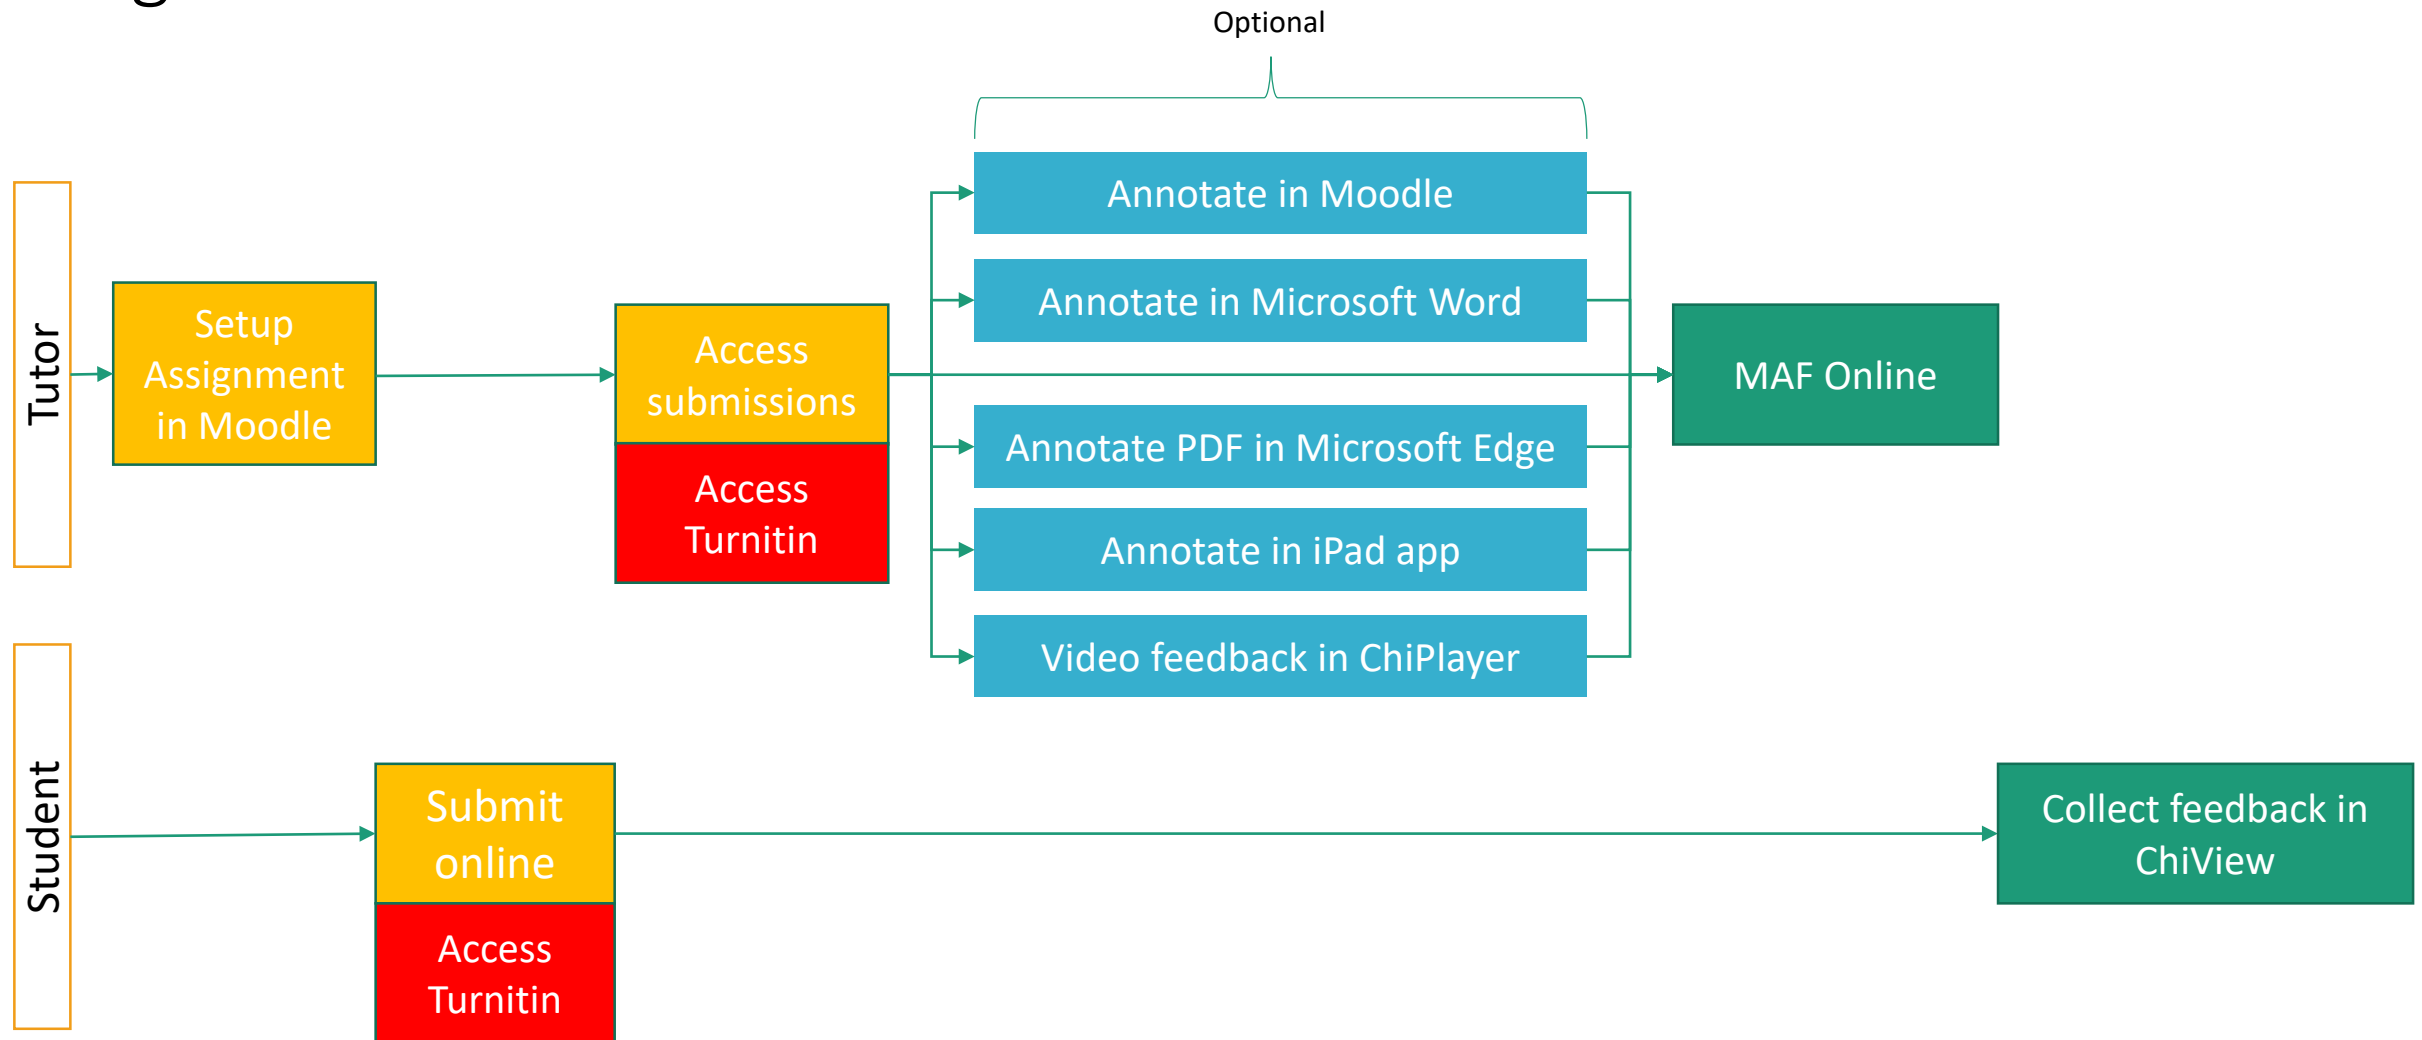 Optional
Tutor
Setup
Assignment
in Moodle
Access
submissions
Access
Turnitin
Annotate in Moodle
Annotate in Microsoft Word
Annotate PDF in Microsoft Edge
Annotate in iPad app
Video feedback in ChiPlayer
MAF Online
Student
Submit
online
Access
Turnitin
Collect feedback in
ChiView